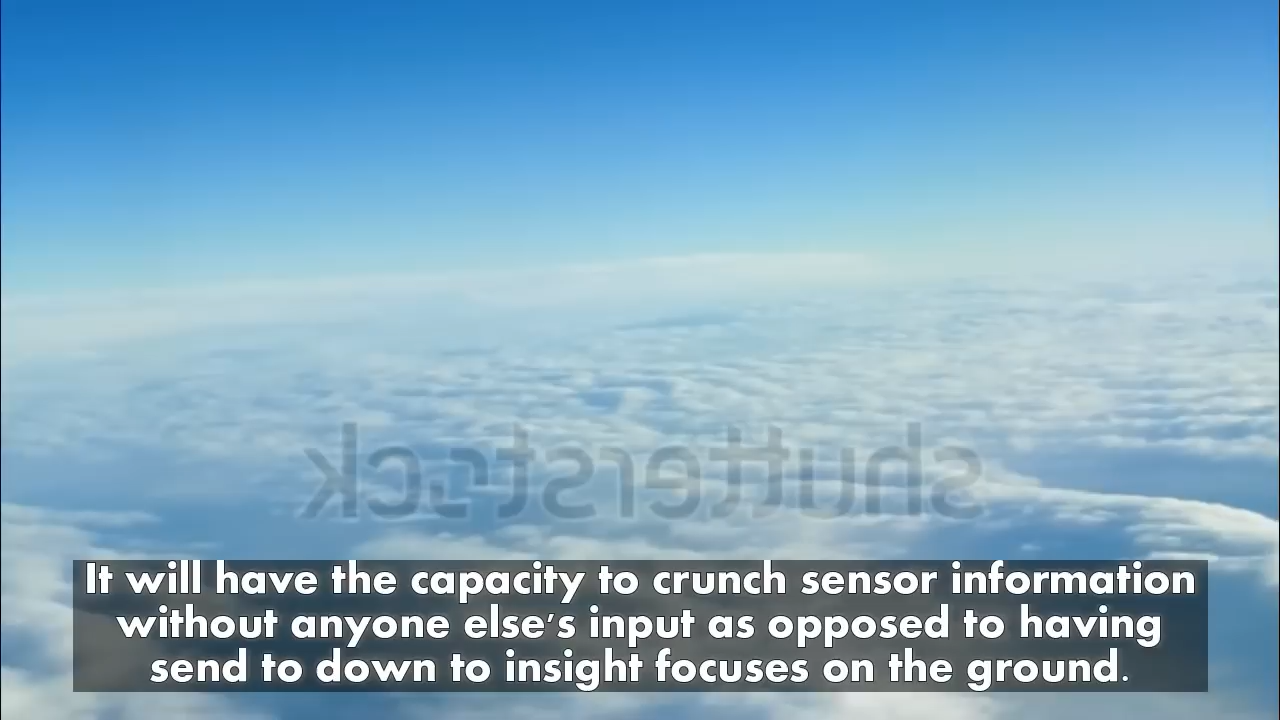 shutterstock
It will have the capacity to crunch sensor information
without anyone else's input as opposed to having
send to down to insight focuses on the ground.